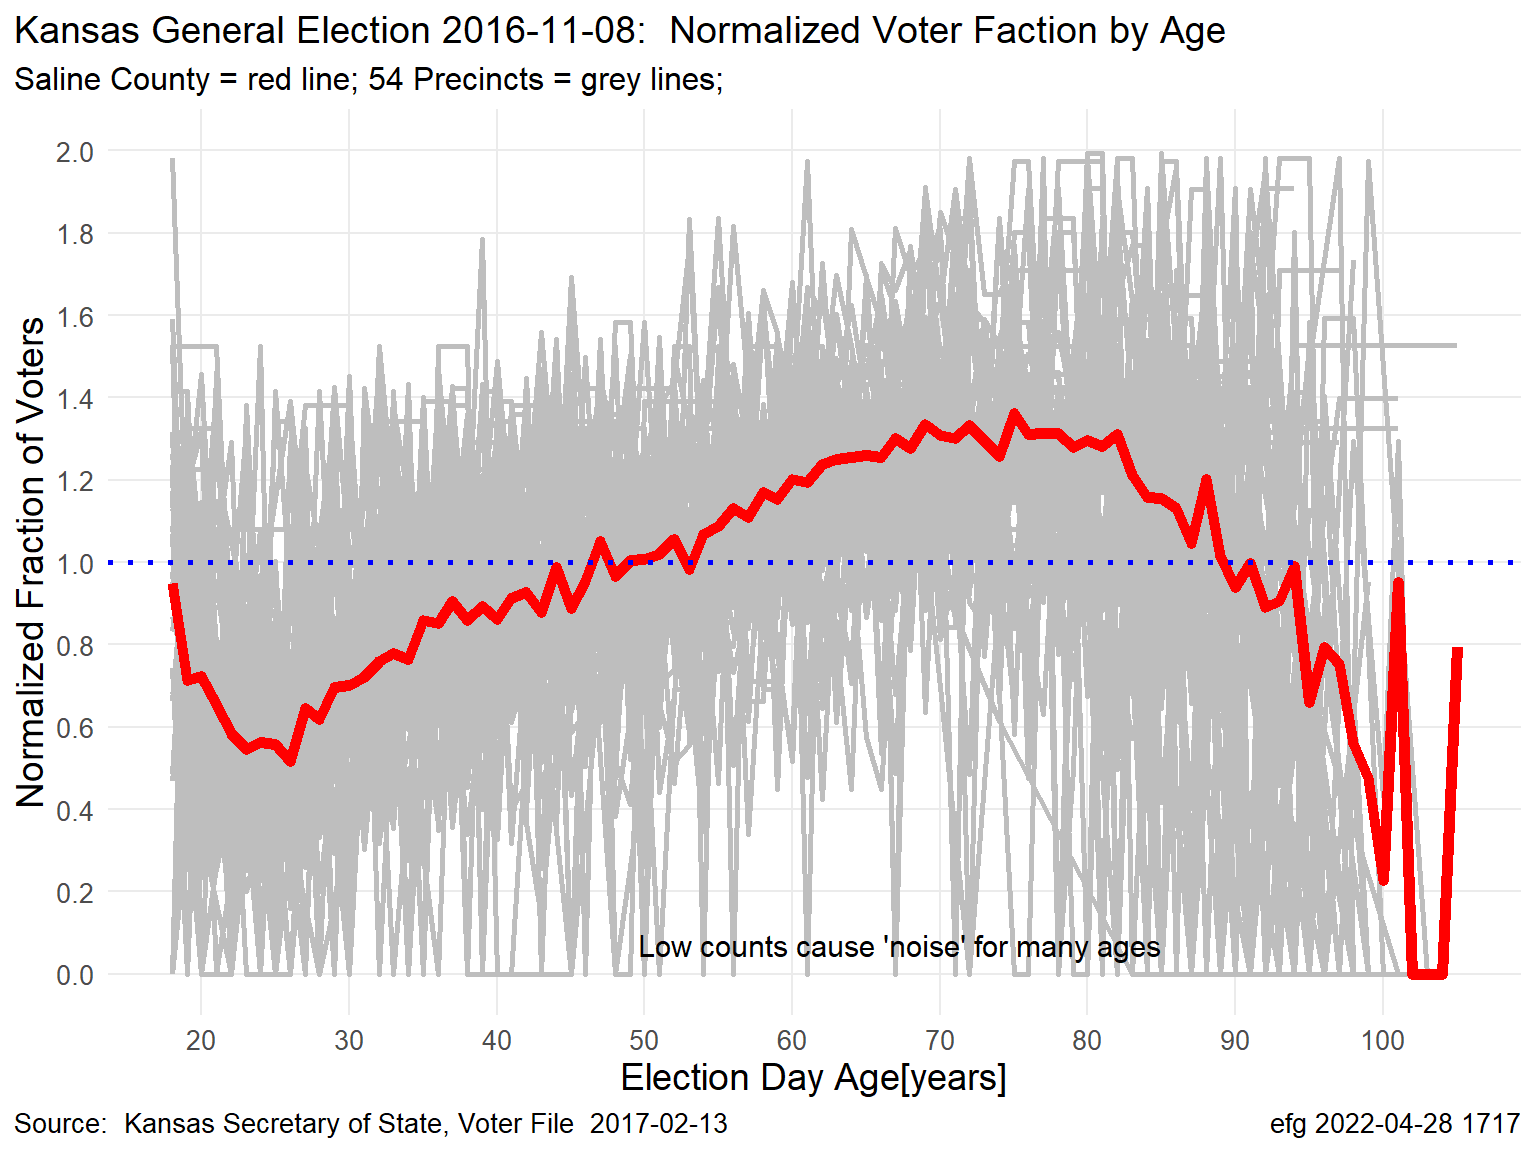 Kansas General Election 2016-11-08:  Normalized Voter Faction by Age
Saline County = red line; 54 Precincts = grey lines;
Normalized Fraction of Voters
2.0
1.8
1.6
1.4
1.2
1.0
0.8
0.6
0.4
0.2
0.0
Low counts cause 'noise' for many ages
20 30 40 50 60 70 80 90 100
Election Day Age[years]
Source:  Kansas Secretary of State, Voter File  2017-02-13
efg 2022-04-28 1717